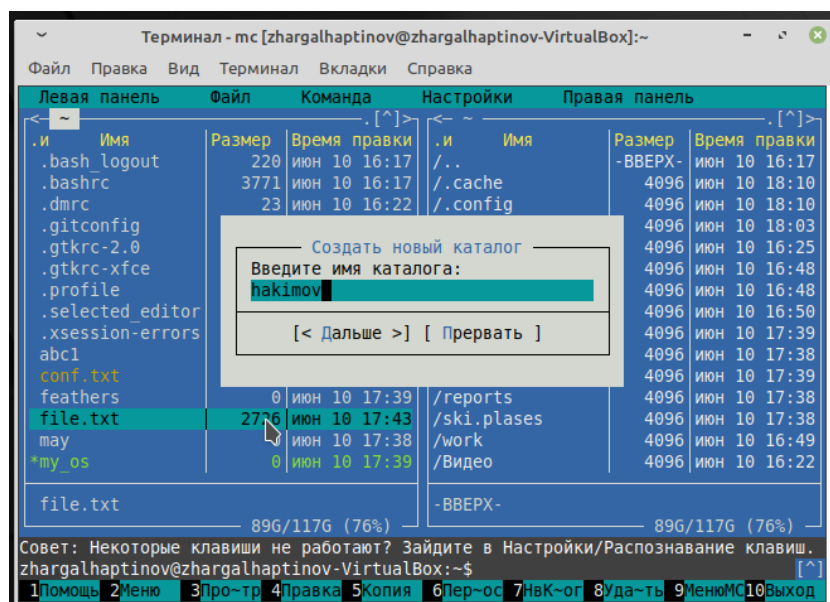 Терминал - mc [zhargalhaptinov@zhargalhaptinov-VirtualBox]:~
Файл Правка Вид Терминал Вкладки Справка
Левая панель Файл Команда Настройки Правая панель
<- ~ .[^]> <- ~ .[^]>
.и Имя Размер Время правки .и Имя Размер Время правки
.bash_logout 220 июн 10 16:17 /.. -ВВЕРХ- июн 10 16:17
.bashrc 3771 июн 10 16:17 /.cache 4096 июн 10 18:10
.dmrc 23 июн 10 16:22 /.config 4096 июн 10 18:10
.gitconfig 4096 июн 10 18:03
.gtkrc-2.0 Создать новый каталог 4096 июн 10 16:25
.gtkrc-xfce Введите имя каталога: 4096 июн 10 16:48
.profile hakimov 4096 июн 10 16:48
.selected_editor 4096 июн 10 16:50
.xsession-errors [< Дальше >] [ Прервать ] 4096 июн 10 17:39
abc1 4096 июн 10 17:38
conf.txt 4096 июн 10 17:39
feathers 0 июн 10 17:39 /reports 4096 июн 10 17:38
file.txt 2726 июн 10 17:43 /ski.plases 4096 июн 10 17:38
may июн 10 17:38 /work 4096 июн 10 16:49
*my_os 0 июн 10 17:39 /Видео 4096 июн 10 16:22
file.txt -ВВЕРХ-
89G/117G (76%) 89G/117G (76%)
Совет: Некоторые клавиши не работают? Зайдите в Настройки/Распознавание клавиш.
zhargalhaptinov@zhargalhaptinov-VirtualBox:~$ [^]
1Помощь 2Меню 3Про~тр 4Правка 5Копия 6Пер~ос 7НвК~ог 8Уда~ть 9МенюМС 10Выход